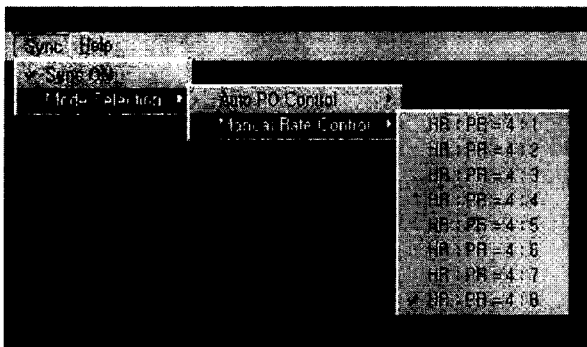 Sync Help
Sync ON
Mode Selection
Auto PO Control
Manual Rate Control
HR : PR = 4 : 1
HR : PR = 4 : 2
HR : PR = 4 : 3
HR : PR = 4 : 4
HR : PR = 4 : 5
HR : PR = 4 : 6
HR : PR = 4 : 7
HR : PR = 4 : 8